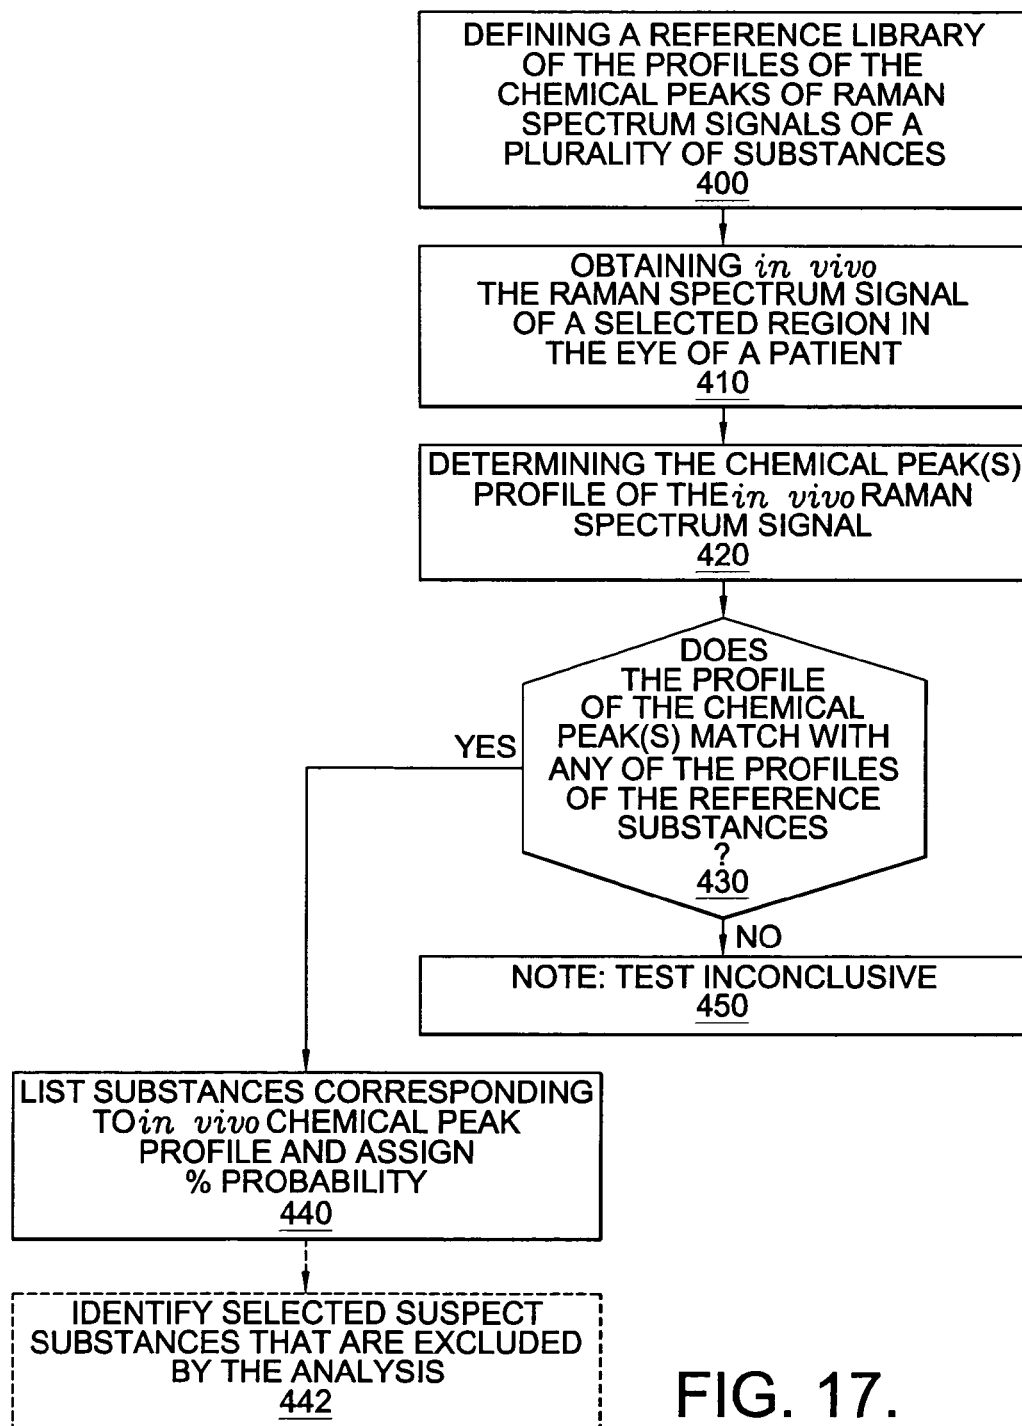 DEFINING A REFERENCE LIBRARY
OF THE PROFILES OF THE
CHEMICAL PEAKS OF RAMAN
SPECTRUM SIGNALS OF A
PLURALITY OF SUBSTANCES
400
OBTAINING in vivo
THE RAMAN SPECTRUM SIGNAL
OF A SELECTED REGION IN
THE EYE OF A PATIENT
410
DETERMINING THE CHEMICAL PEAK(S)
PROFILE OF THE in vivo RAMAN
SPECTRUM SIGNAL
420
DOES
THE PROFILE
OF THE CHEMICAL
PEAK(S) MATCH WITH
ANY OF THE PROFILES
OF THE REFERENCE
SUBSTANCES
?
430
YES
NO
NOTE: TEST INCONCLUSIVE
450
LIST SUBSTANCES CORRESPONDING
TO in vivo CHEMICAL PEAK
PROFILE AND ASSIGN
% PROBABILITY
440
IDENTIFY SELECTED SUSPECT
SUBSTANCES THAT ARE EXCLUDED
BY THE ANALYSIS
442
FIG. 17.